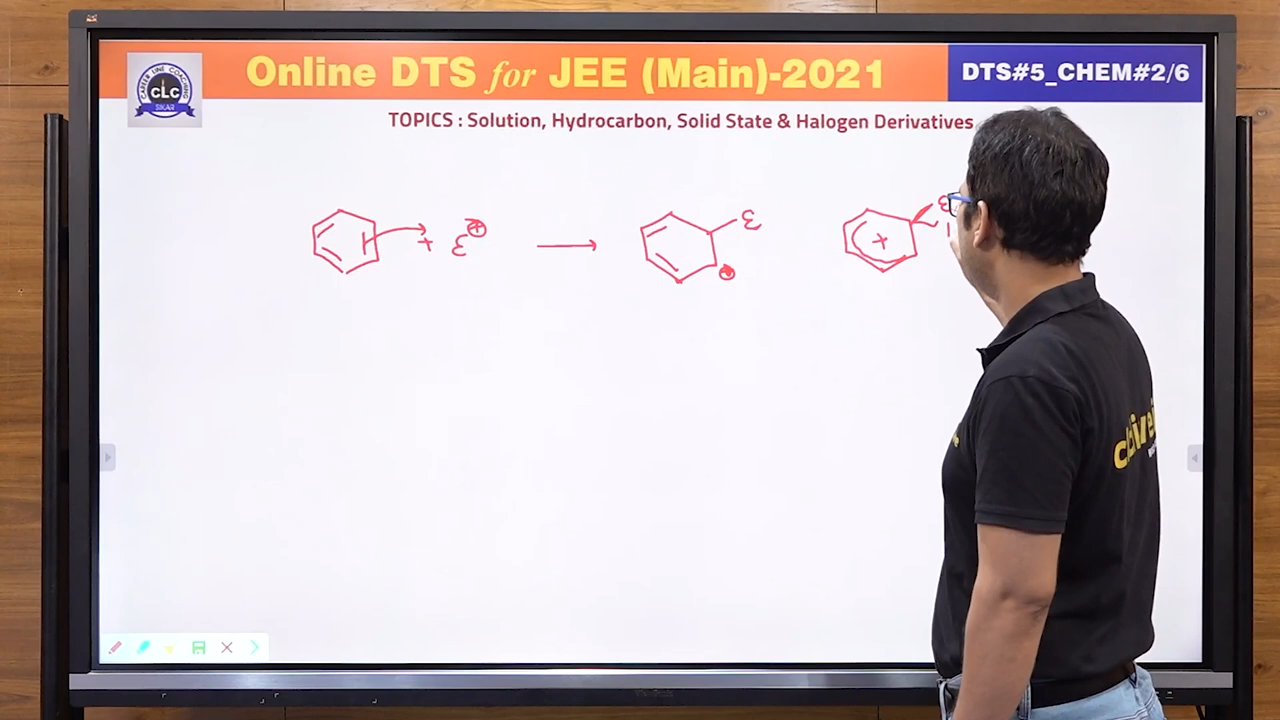 Online DTS for JEE (Main)-2021
DTS#5_CHEM#2/6
CAREER LINE COACHING
CLC
SIKAR
TOPICS : Solution, Hydrocarbon, Solid State & Halogen Derivatives
+ E⊕ → E
⊕
+ E